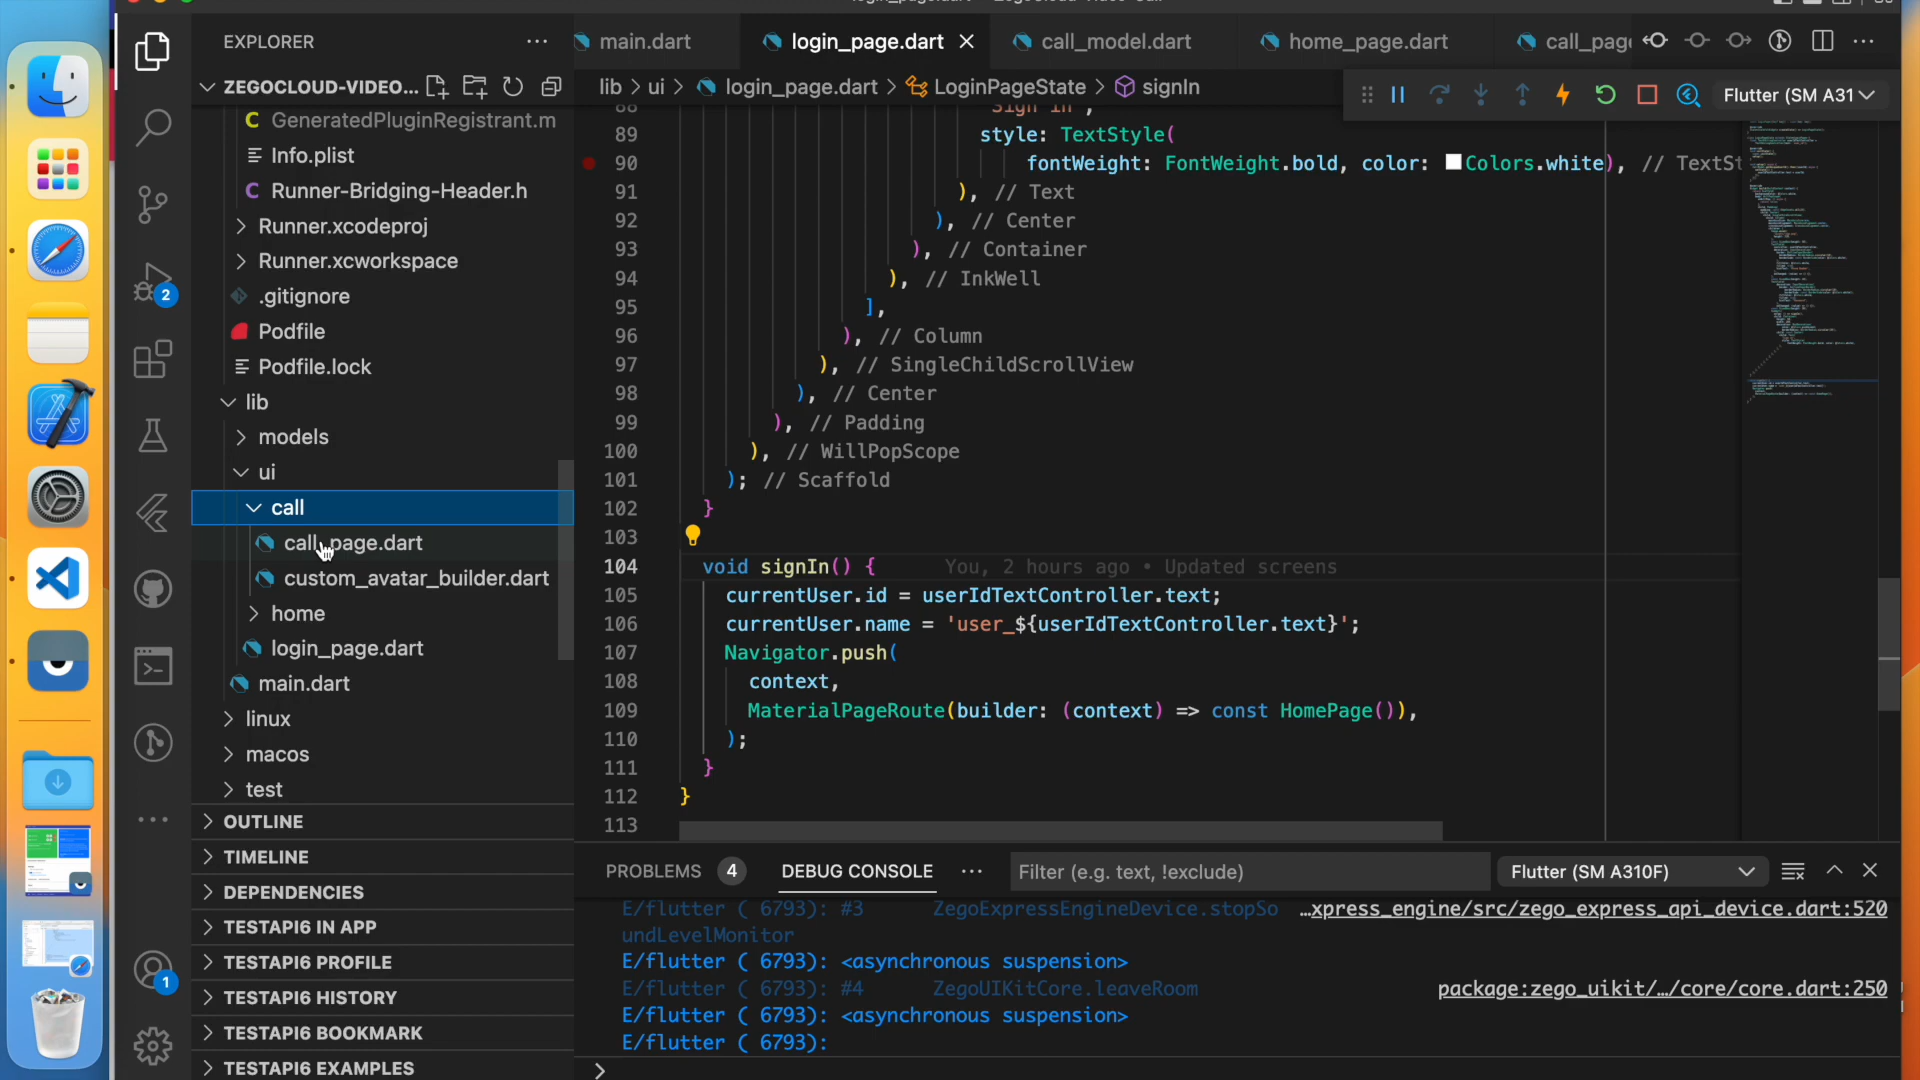 EXPLORER
main.dart
login_page.dart
call_model.dart
home_page.dart
ZEGOCLOUD-VIDEO...
lib > ui > login_page.dart > LoginPageState > signIn
Flutter (SM A31
GeneratedPluginRegistrant.m
Info.plist
Runner-Bridging-Header.h
Runner.xcodeproj
Runner.xcworkspace
.gitignore
Podfile
Podfile.lock
lib
models
ui
call
call_page.dart
custom_avatar_builder.dart
home
login_page.dart
main.dart
linux
macos
test
OUTLINE
TIMELINE
DEPENDENCIES
TESTAPI6 IN APP
TESTAPI6 PROFILE
TESTAPI6 HISTORY
TESTAPI6 BOOKMARK
TESTAPI6 EXAMPLES
2
1
88 "Sign in",
89 style: TextStyle(
90 fontWeight: FontWeight.bold, color: Colors.white), // TextSt
91 ), // Text
92 ), // Center
93 ), // Container
94 ), // InkWell
95 ],
96 ), // Column
97 ), // SingleChildScrollView
98 ), // Center
99 ), // Padding
100 ), // WillPopScope
101 ); // Scaffold
102 }
103
104 void signIn() { You, 2 hours ago • Updated screens
105 currentUser.id = userIdTextController.text;
106 currentUser.name = 'user_${userIdTextController.text}';
107 Navigator.push(
108 context,
109 MaterialPageRoute(builder: (context) => const HomePage()),
110 );
111 }
112 }
113
PROBLEMS 4 DEBUG CONSOLE ... Filter (e.g. text, !exclude) Flutter (SM A310F)
E/flutter ( 6793): #3 ZegoExpressEngineDevice.stopSo …xpress_engine/src/zego_express_api_device.dart:520
undLevelMonitor
E/flutter ( 6793): <asynchronous suspension>
E/flutter ( 6793): #4 ZegoUIKitCore.leaveRoom package:zego_uikit/…/core/core.dart:250
E/flutter ( 6793): <asynchronous suspension>
E/flutter ( 6793):
>